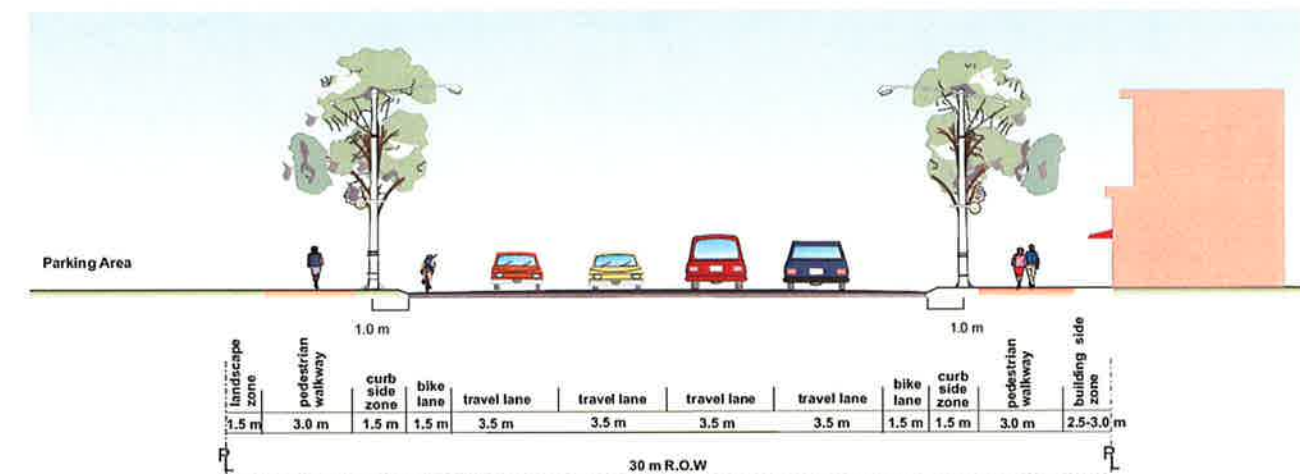 Parking Area
1.0 m
1.0 m
landscape zone
pedestrian walkway
curb side zone
bike lane
travel lane
travel lane
travel lane
travel lane
bike lane
curb side zone
pedestrian walkway
building side zone
1.5 m
3.0 m
1.5 m
1.5 m
3.5 m
3.5 m
3.5 m
3.5 m
1.5 m
1.5 m
3.0 m
2.5-3.0 m
PL
PL
30 m R.O.W